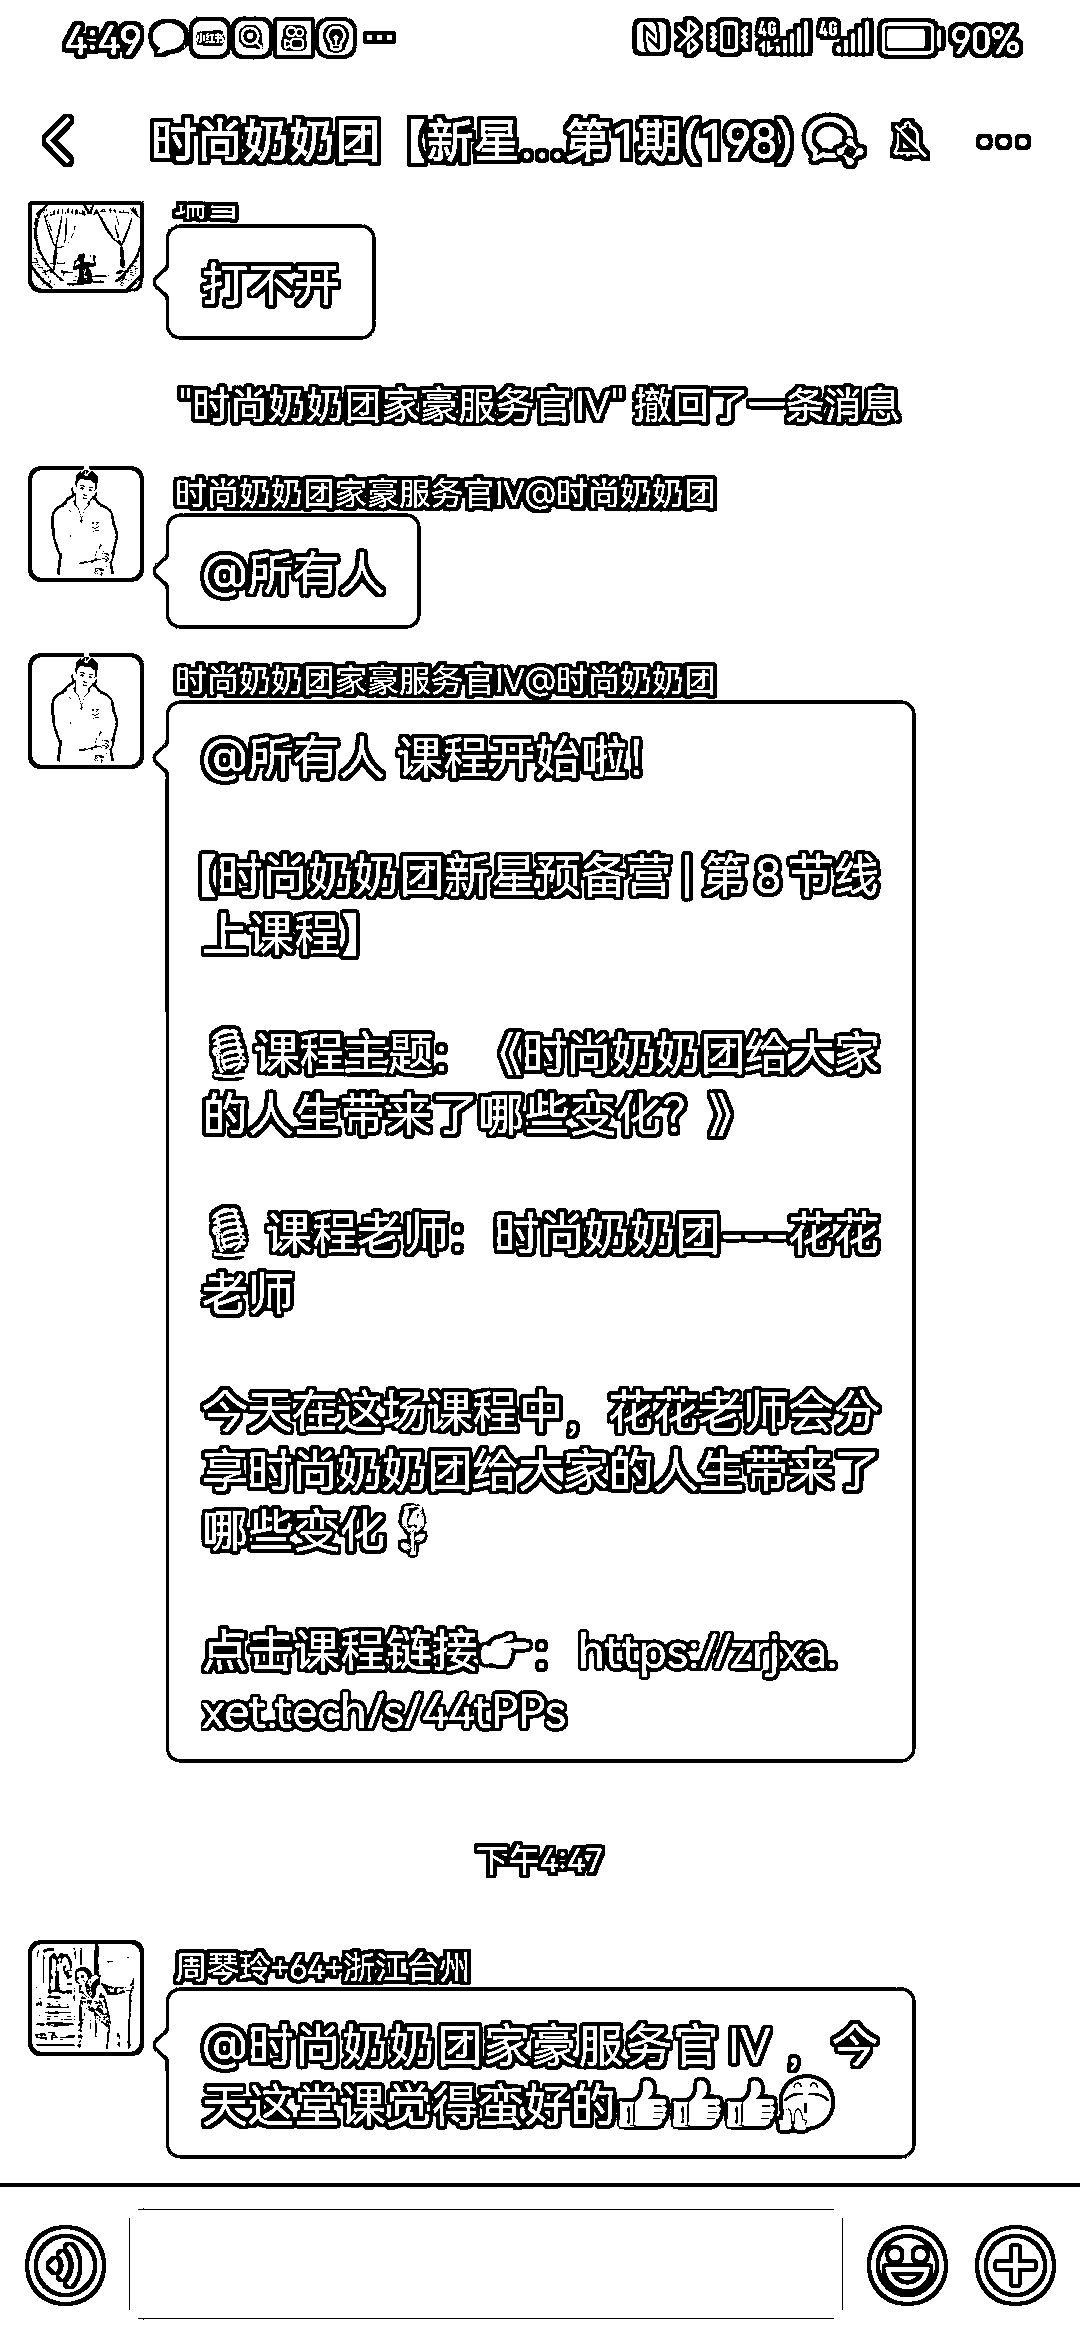 4:49
4G 4G 90%
时尚奶奶团【新星...第1期(198)
打不开
"时尚奶奶团家豪服务官IV" 撤回了一条消息
时尚奶奶团家豪服务官IV@时尚奶奶团
@所有人
时尚奶奶团家豪服务官IV@时尚奶奶团
@所有人 课程开始啦!
【时尚奶奶团新星预备营 | 第 8 节线
上课程】
课程主题: 《时尚奶奶团给大家
的人生带来了哪些变化? 》
课程老师: 时尚奶奶团---花花
老师
今天在这场课程中，花花老师会分
享时尚奶奶团给大家的人生带来了
哪些变化
点击课程链接: https://zrjxa.
xet.tech/s/44tPPs
下午4:47
周琴玲+64+浙江台州
@时尚奶奶团家豪服务官 IV ，今
天这堂课觉得蛮好的